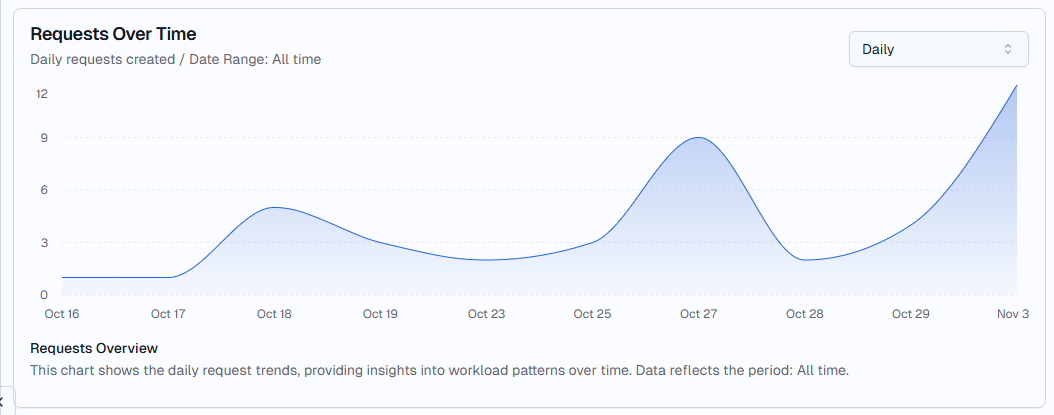 Requests Over Time
Daily requests created / Date Range: All time
Daily
12
9
6
3
0
Oct 16 Oct 17 Oct 18 Oct 19 Oct 23 Oct 25 Oct 27 Oct 28 Oct 29 Nov 3
Requests Overview
This chart shows the daily request trends, providing insights into workload patterns over time. Data reflects the period: All time.